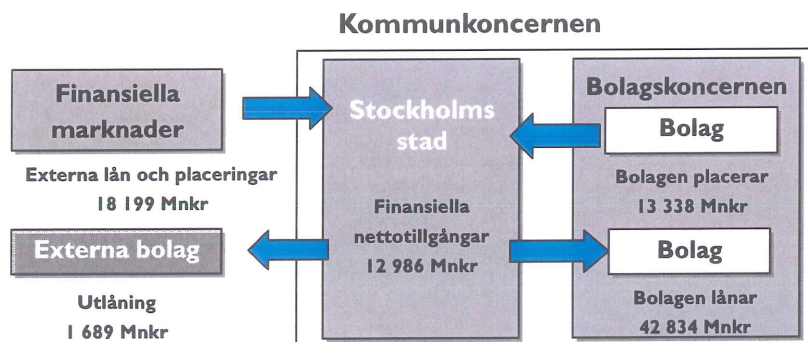 Kommunkoncernen
Finansiella
marknader
Externa lån och placeringar
18 199 Mnkr
Externa bolag
Utlåning
1 689 Mnkr
Stockholms
stad
Finansiella
nettotillgångar
12 986 Mnkr
Bolagskoncernen
Bolag
Bolagen placerar
13 338 Mnkr
Bolag
Bolagen lånar
42 834 Mnkr